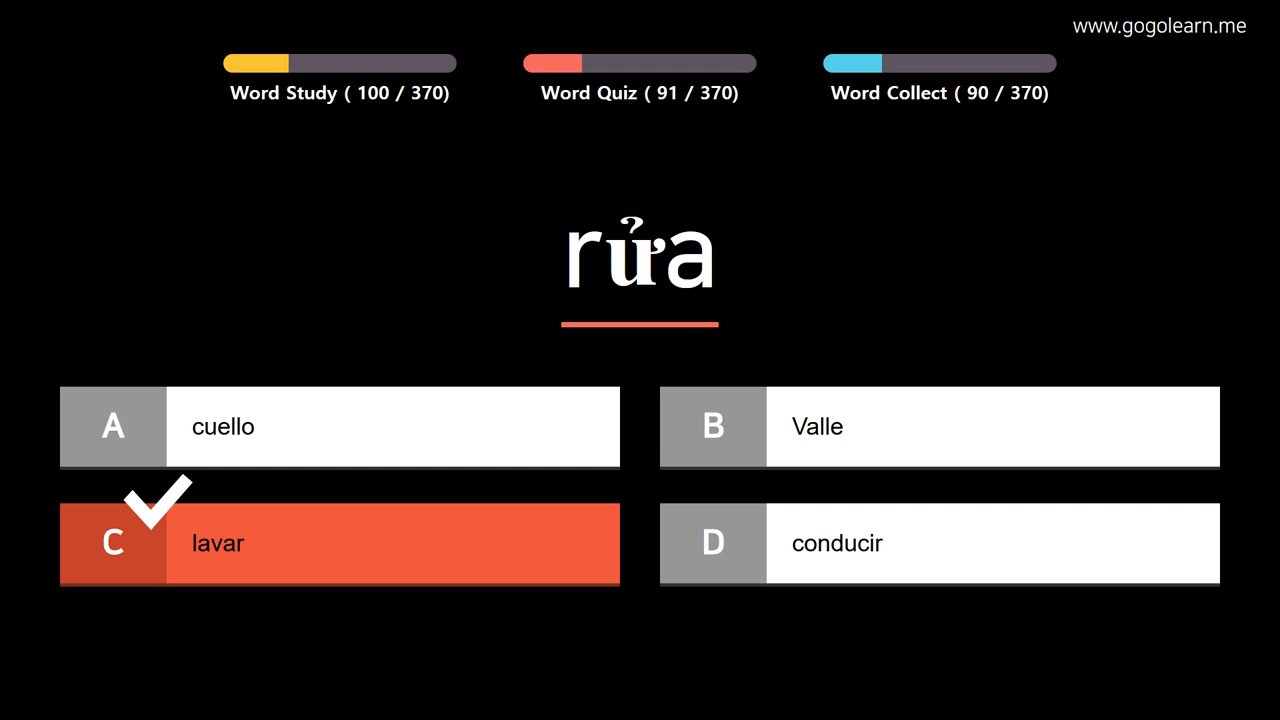 www.gogolearn.me
Word Study ( 100 / 370)
Word Quiz ( 91 / 370)
Word Collect ( 90 / 370)
rửa
A cuello
B Valle
C lavar
D conducir